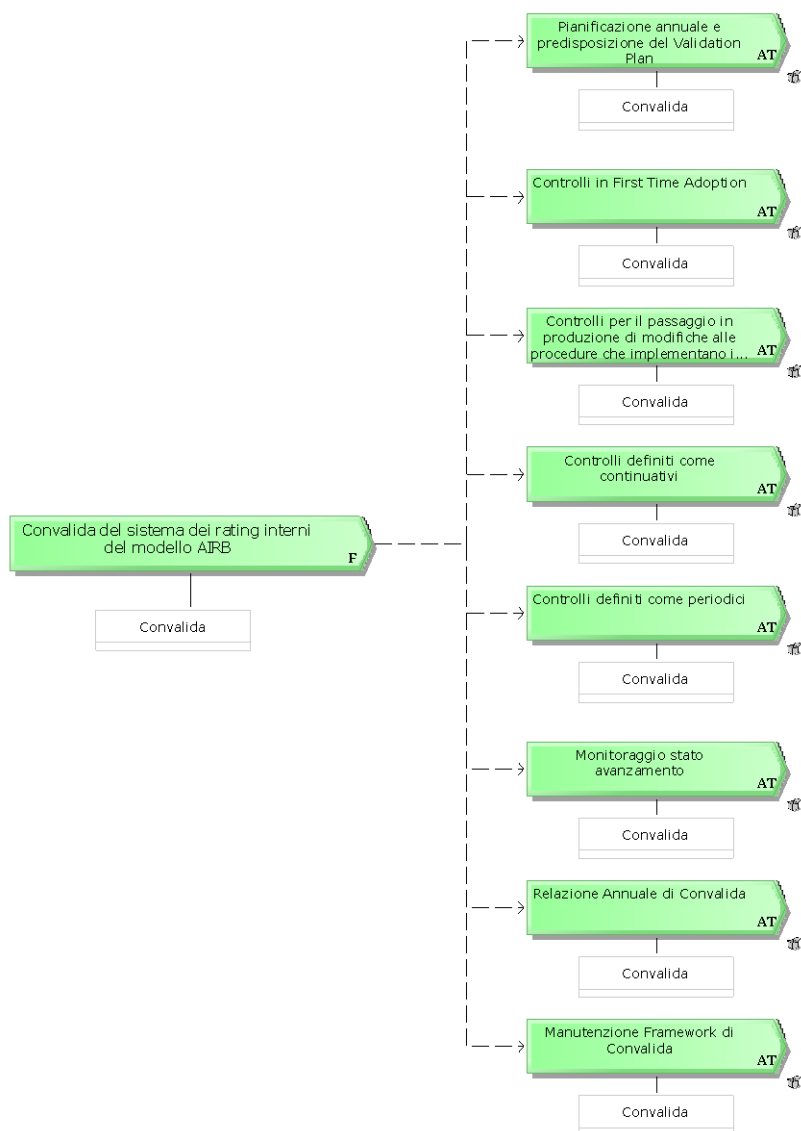 Pianificazione annuale e
predisposizione del Validation
Plan
AT
Convalida
Controlli in First Time Adoption
AT
Convalida
Controlli per il passaggio in
produzione di modifiche alle
procedure che implementano i...
AT
Convalida
Controlli definiti come
continuativi
AT
Convalida
Convalida del sistema dei rating interni
del modello AIRB
F
Convalida
Controlli definiti come periodici
AT
Convalida
Monitoraggio stato
avanzamento
AT
Convalida
Relazione Annuale di Convalida
AT
Convalida
Manutenzione Framework di
Convalida
AT
Convalida